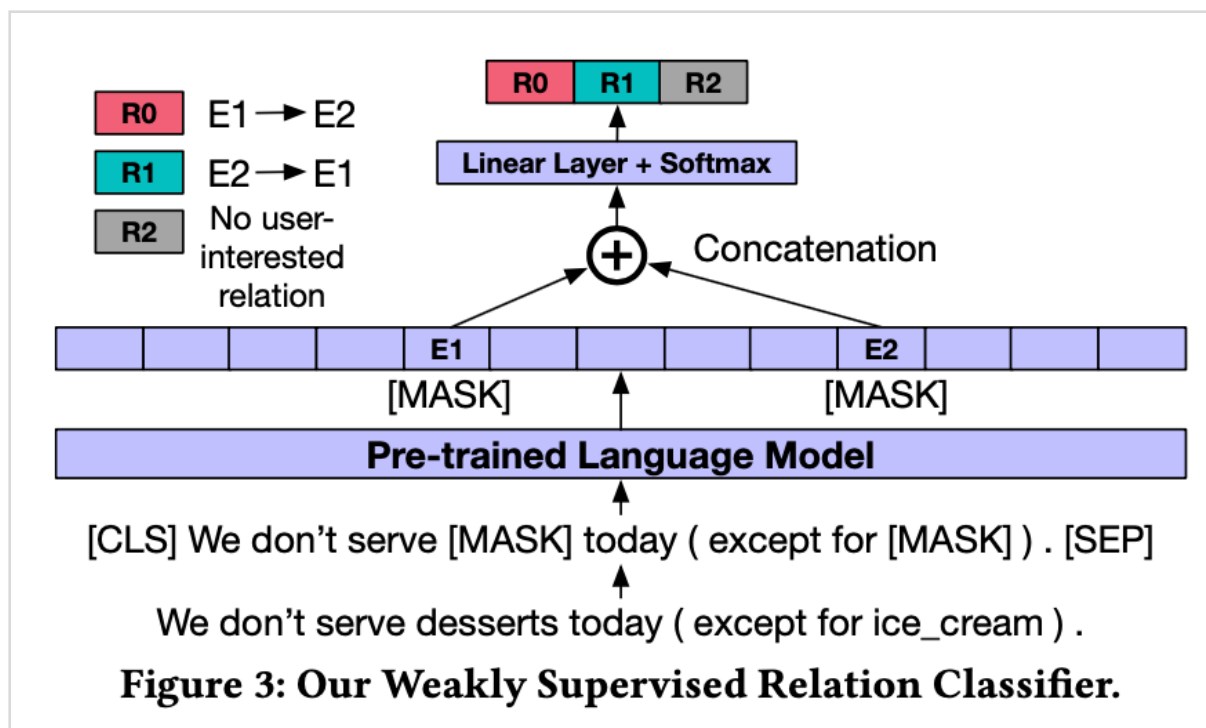 R0 R1 R2
R0 E1 → E2
R1 E2 → E1
R2 No user-
interested
relation
Linear Layer + Softmax
+ Concatenation
E1 E2
[MASK] [MASK]
Pre-trained Language Model
[CLS] We don’t serve [MASK] today ( except for [MASK] ) . [SEP]
We don’t serve desserts today ( except for ice_cream ) .
Figure 3: Our Weakly Supervised Relation Classifier.